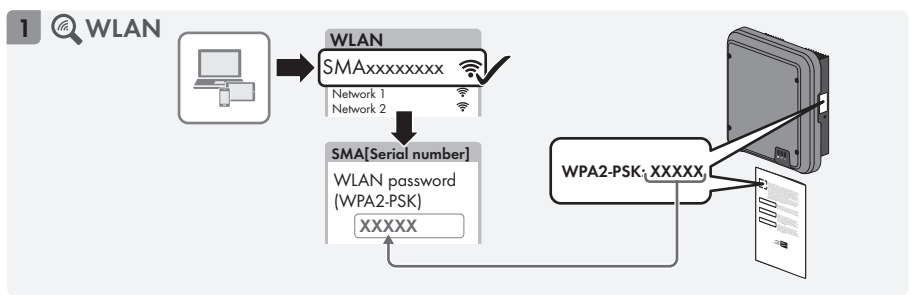 1 WLAN
WLAN
SMAxxxxxxxx
Network 1
Network 2
SMA[Serial number]
WLAN password
(WPA2-PSK)
XXXXX
WPA2-PSK: XXXXX